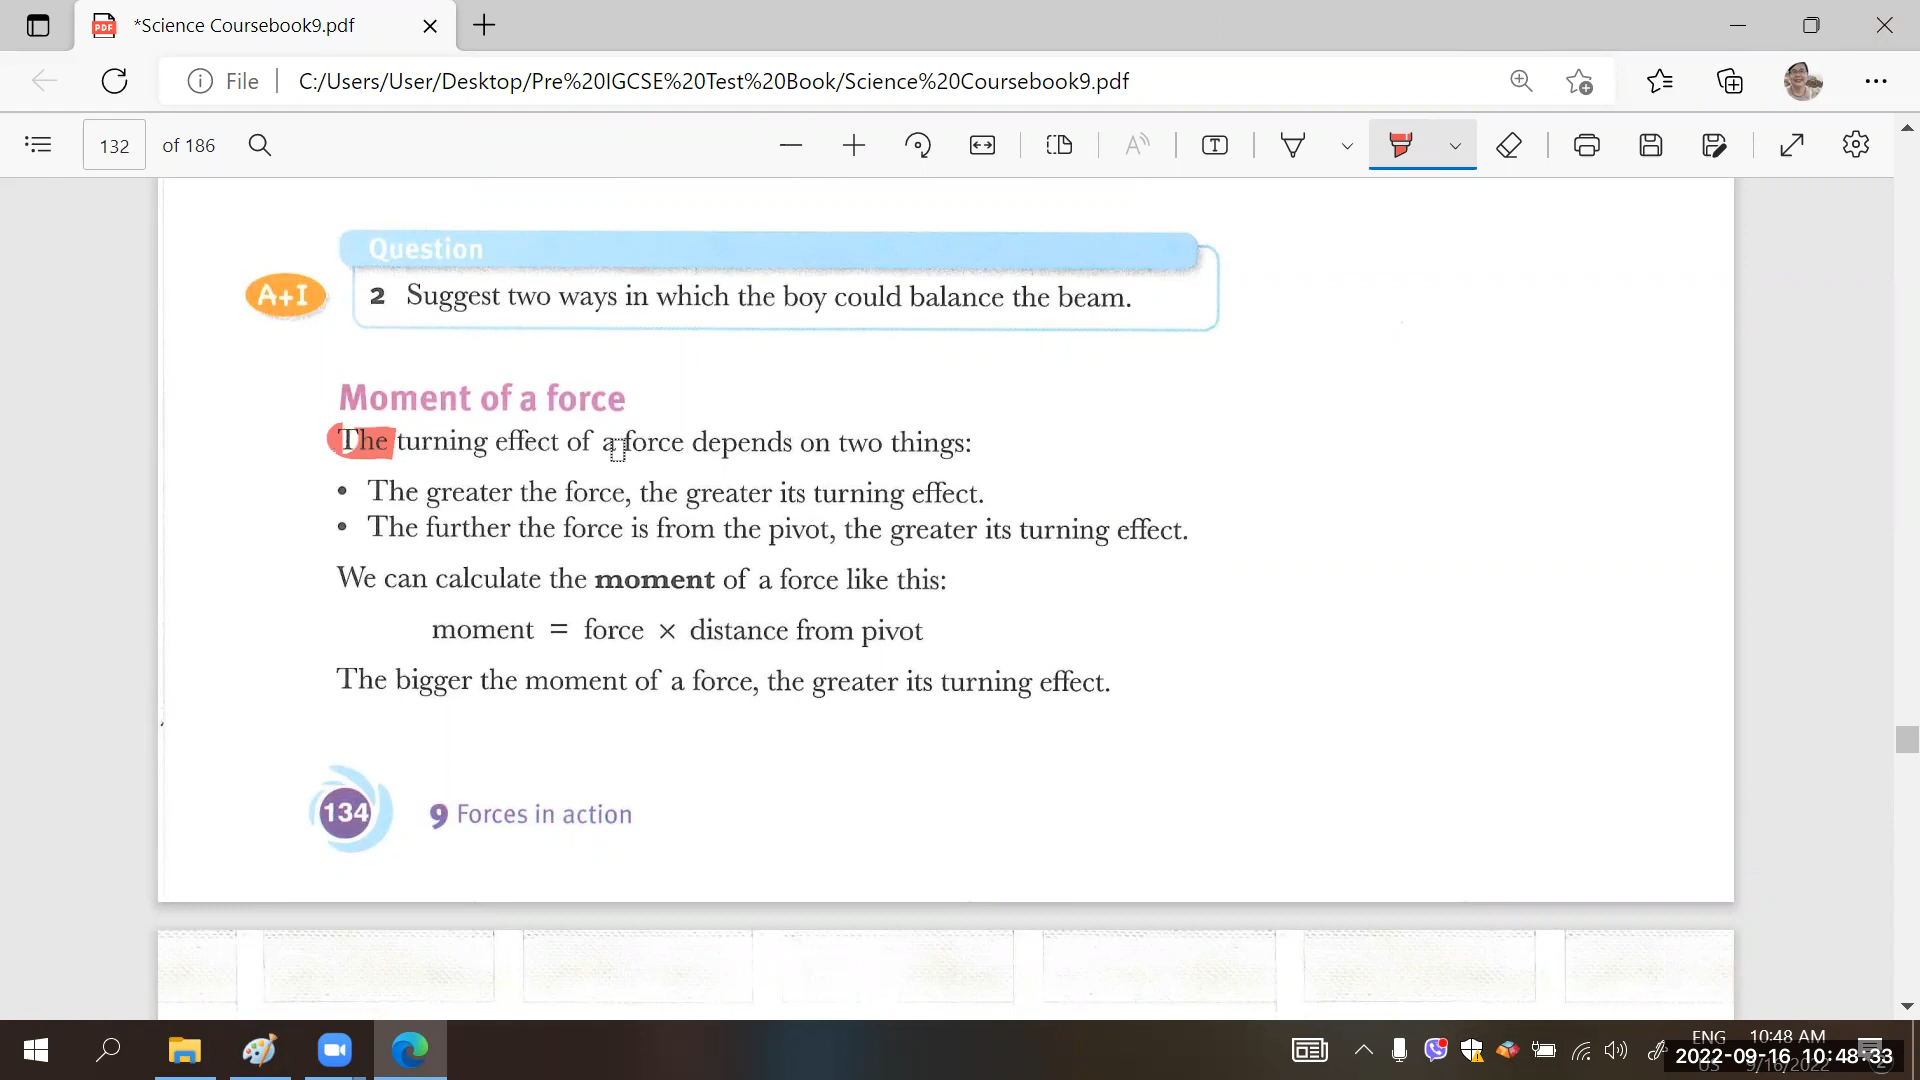 *Science Coursebook9.pdf
File
C:/Users/User/Desktop/Pre%20IGCSE%20Test%20Book/Science%20Coursebook9.pdf
132 of 186
Question
A+I
2 Suggest two ways in which the boy could balance the beam.
Moment of a force
The turning effect of a force depends on two things:
• The greater the force, the greater its turning effect.
• The further the force is from the pivot, the greater its turning effect.
We can calculate the moment of a force like this:
moment = force × distance from pivot
The bigger the moment of a force, the greater its turning effect.
134 9 Forces in action
ENG 10:48 AM
2022-09-16 10:48:33
9/16/2022